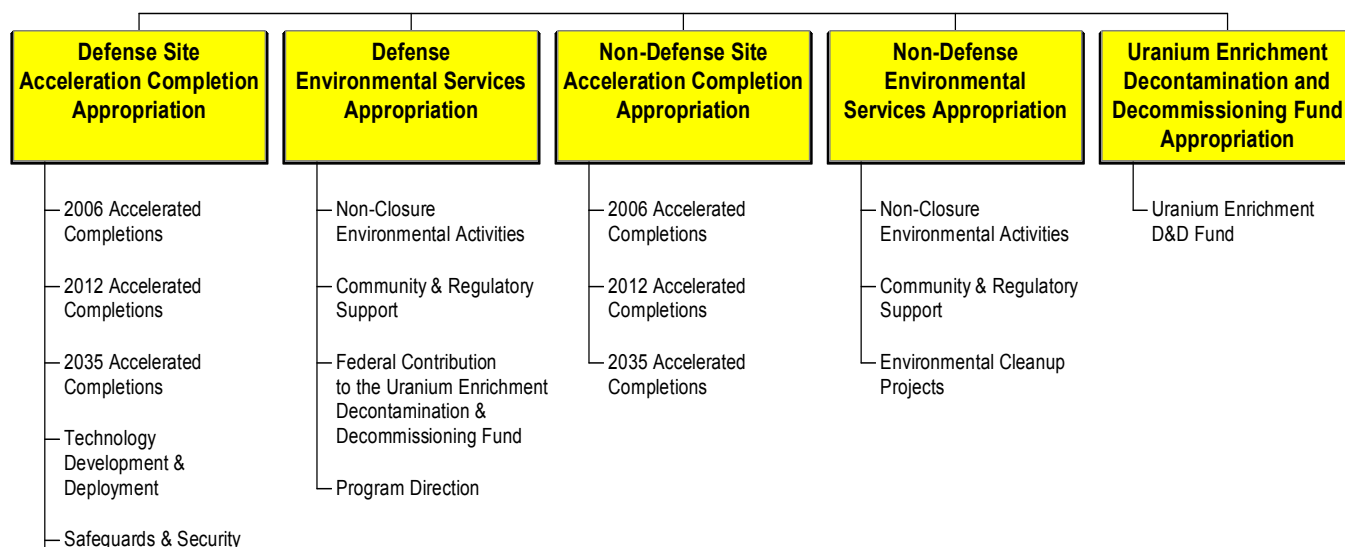 Defense Site
Acceleration Completion
Appropriation
Defense
Environmental Services
Appropriation
Non-Defense Site
Acceleration Completion
Appropriation
Non-Defense
Environmental
Services Appropriation
Uranium Enrichment
Decontamination and
Decommissioning Fund
Appropriation
2006 Accelerated
Completions
2012 Accelerated
Completions
2035 Accelerated
Completions
Technology
Development &
Deployment
Safeguards & Security
Non-Closure
Environmental Activities
Community & Regulatory
Support
Federal Contribution
to the Uranium Enrichment
Decontamination &
Decommissioning Fund
Program Direction
2006 Accelerated
Completions
2012 Accelerated
Completions
2035 Accelerated
Completions
Non-Closure
Environmental Activities
Community & Regulatory
Support
Environmental Cleanup
Projects
Uranium Enrichment
D&D Fund